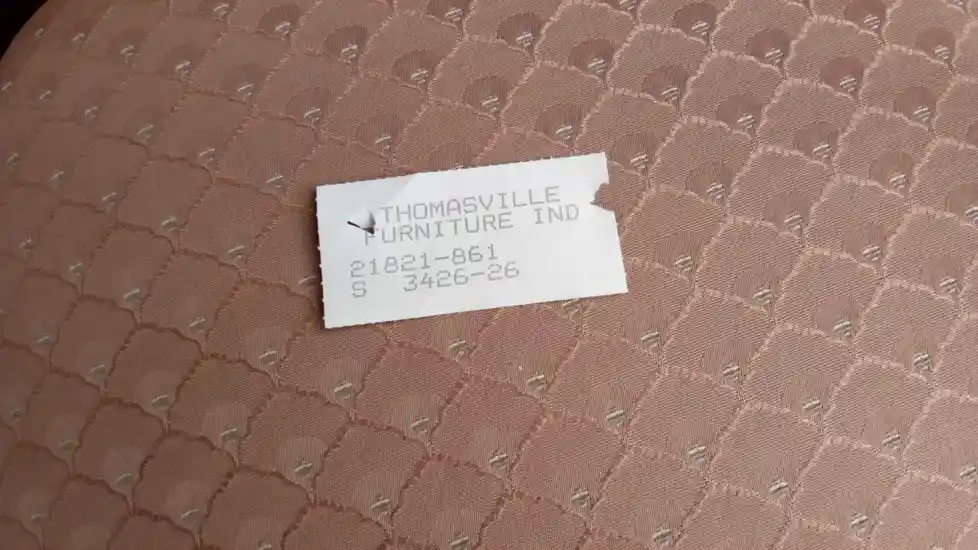 THOMASVILLE
FURNITURE IND
21821-861
S 3426-26